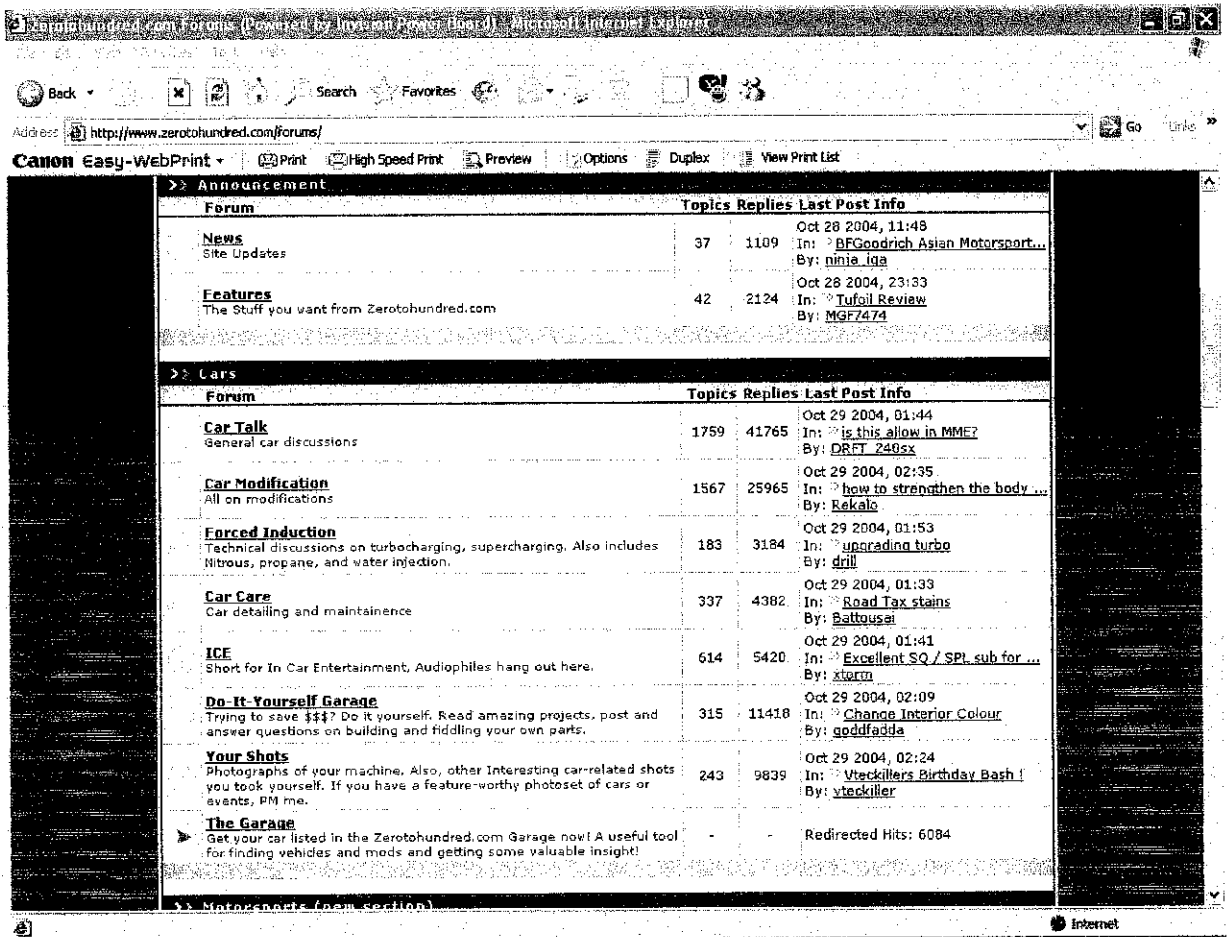 Zerotohundred.com Forums (Powered by Invision Power Board) - Microsoft Internet Explorer
Back Search Favorites
Address http://www.zerotohundred.com/forums/ Go Links »
Canon Easy-WebPrint Print High Speed Print Preview Options Duplex View Print List
>> Announcement
Forum Topics Replies Last Post Info
News
Site Updates
37 1109
Oct 28 2004, 11:48
In: BFGoodrich Asian Motorsport...
By: ninja_iqa
Features
The Stuff you want from Zerotohundred.com
42 2124
Oct 28 2004, 23:33
In: Tufoil Review
By: MGF7474
>> Cars
Forum Topics Replies Last Post Info
Car Talk
General car discussions
1759 41765
Oct 29 2004, 01:44
In: is this allow in MME?
By: DRFT_240sx
Car Modification
All on modifications
1567 25965
Oct 29 2004, 02:35
In: how to strengthen the body ...
By: Rekalo
Forced Induction
Technical discussions on turbocharging, supercharging. Also includes
Nitrous, propane, and water injection.
183 3184
Oct 29 2004, 01:53
In: upgrading turbo
By: drill
Car Care
Car detailing and maintainence
337 4382
Oct 29 2004, 01:33
In: Road Tax stains
By: Battousai
ICE
Short for In Car Entertainment, Audiophiles hang out here.
614 5420
Oct 29 2004, 01:41
In: Excellent SQ / SPL sub for ...
By: xtorm
Do-It-Yourself Garage
Trying to save $$$? Do it yourself. Read amazing projects, post and
answer questions on building and fiddling your own parts.
315 11418
Oct 29 2004, 02:09
In: Change Interior Colour
By: goddfadda
Your Shots
Photographs of your machine. Also, other Interesting car-related shots
you took yourself. If you have a feature-worthy photoset of cars or
events, PM me.
243 9839
Oct 29 2004, 02:24
In: Vteckillers Birthday Bash !
By: vteckiller
The Garage
Get your car listed in the Zerotohundred.com Garage now! A useful tool
for finding vehicles and mods and getting some valuable insight!
- -
Redirected Hits: 6084
>> Motorsports (new section)
Internet